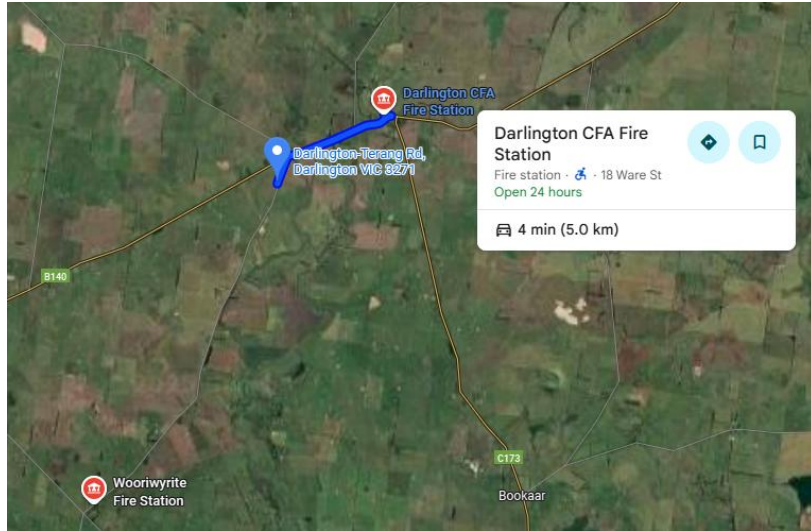 Darlington CFA
Fire Station
Darlington-Terang Rd,
Darlington VIC 3271
Darlington CFA Fire
Station
Fire station · · 18 Ware St
Open 24 hours
4 min (5.0 km)
B140
C173
Wooriwyrite
Fire Station
Bookaar